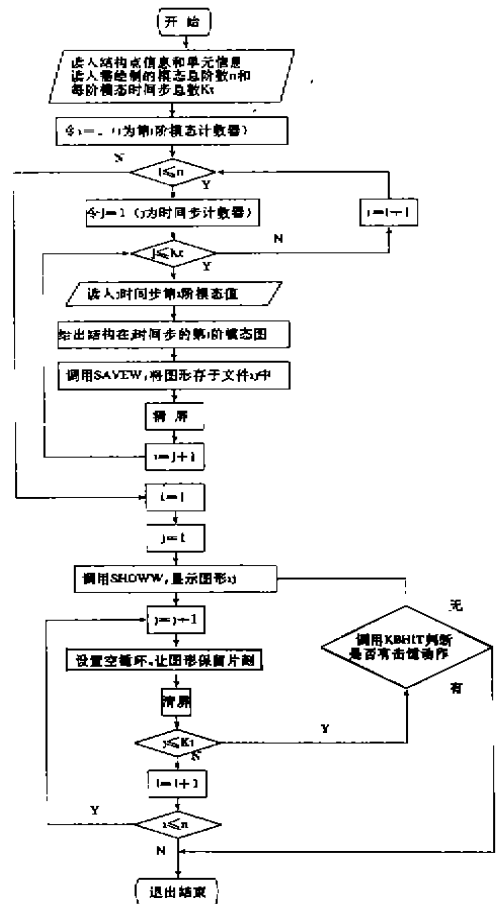 开 始
读入结构点信息和单元信息
读入需绘制的模态总阶数n和
每阶模态时间步总数Kt
(i为第i阶模态计数器)
N
i≤n
Y
令j=1 (j为时间步计数器)
i=i+1
j≤Kt
N
Y
读入j时间步第i阶模态值
绘出结构在j时间步的第i阶模态图
调用SAVEW,将图形存于文件ij中
清 屏
i=1
j=1
调用SHOWW,显示图形ij
无
j=j+1
调用KBHIT判断
是否有击键动作
设置空循环,让图形保留片刻
有
清屏
j≤Kt
Y
N
i=i+1
Y
i≤n
N
退出结束